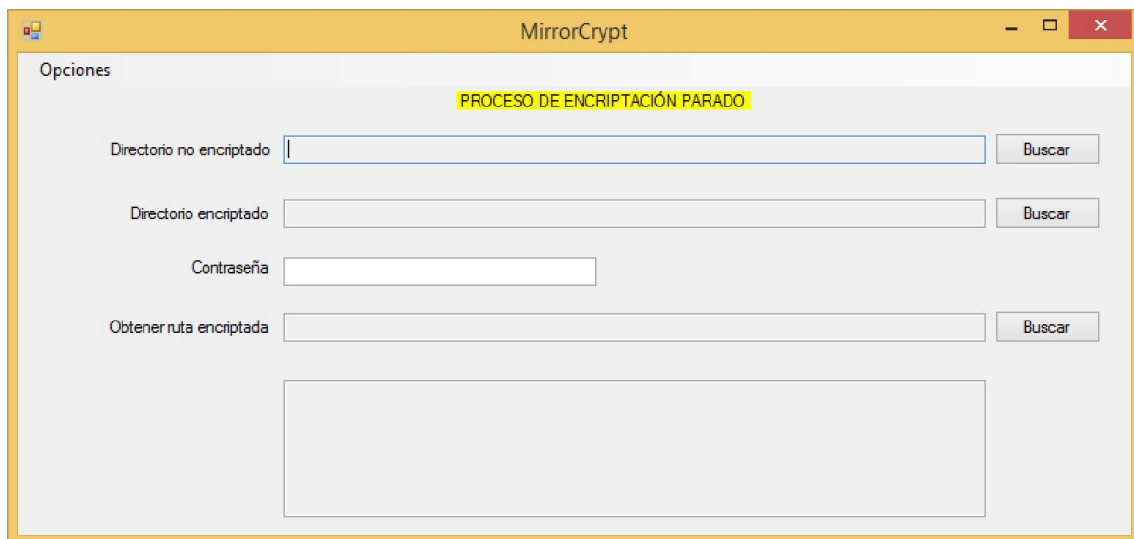 MirrorCrypt
Opciones
PROCESO DE ENCRIPTACIÓN PARADO
Directorio no encriptado
Buscar
Directorio encriptado
Buscar
Contraseña
Obtener ruta encriptada
Buscar